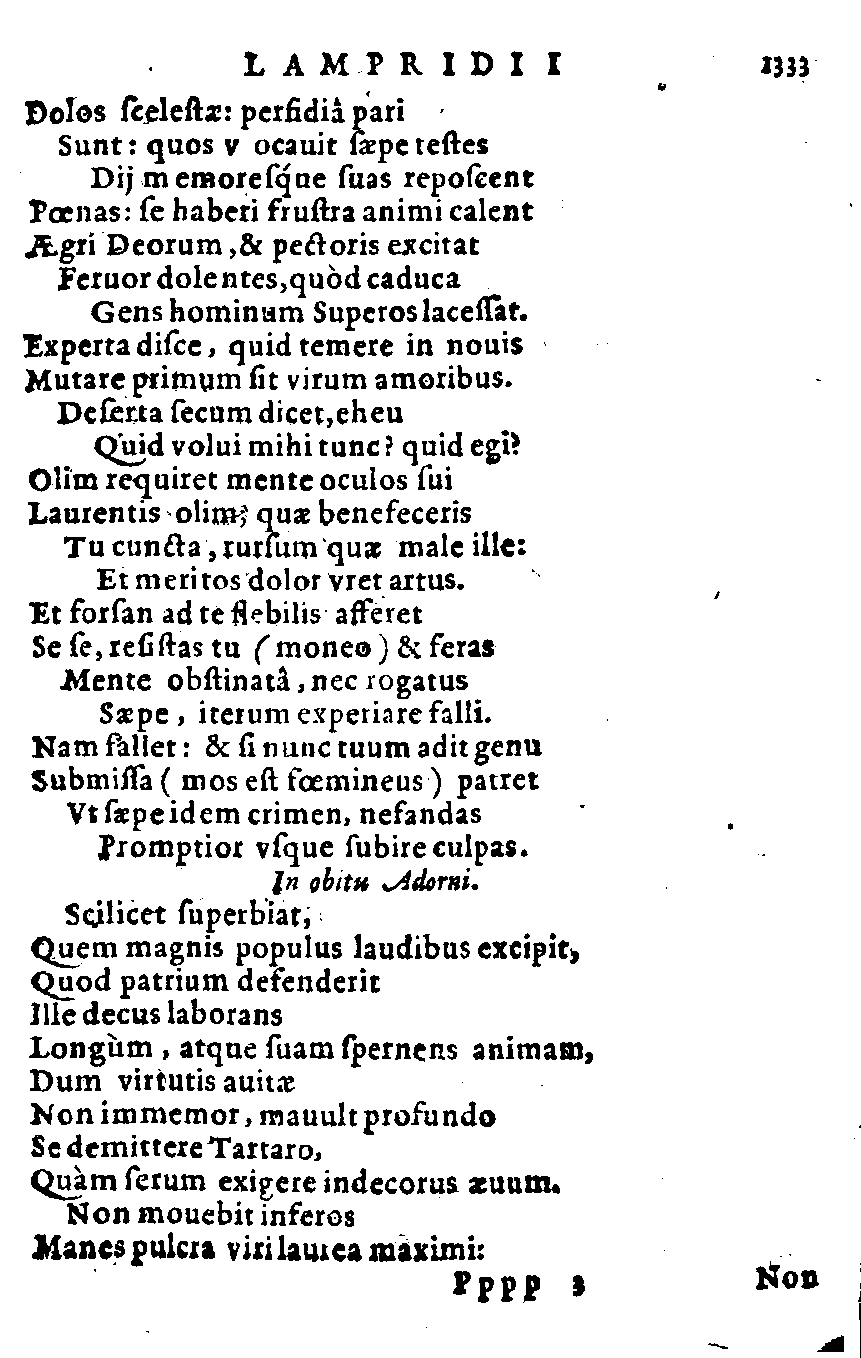 LAMPRIDII 1333
Dolos ſceleſtæ: perfidiâ pari
Sunt: quos v ocauit ſæpe teſtes
Dij memoreſq́ue ſuas repoſcent
Pœnas: ſe haberi fruſtra animi calent
Ægri Deorum, & pectoris excitat
Feruor dolentes, quòd caduca
Gens hominum Superos laceſſat.
Experta diſce, quid temere in nouis
Mutare primum ſit virum amoribus.
Deſerta ſecum dicet, eheu
Quid volui mihi tunc? quid egi?
Olim requiret mente oculos ſui
Laurentis olim; quæ benefeceris
Tu cuncta, rurſum quæ male ille:
Et meritos dolor vret artus.
Et forſan ad te flebilis afferet
Se ſe, reſiſtas tu (moneo) & feras
Mente obſtinatâ, nec rogatus
Sæpe, iterum experiare falli.
Nam fallet: & ſi nunc tuum adit genu
Submiſſa (mos eſt fœmineus) patret
Vt ſæpe idem crimen, nefandas
Promptior vſque ſubire culpas.
In obitu Adorni.
Scilicet ſuperbiat,
Quem magnis populus laudibus excipit,
Quod patrium defenderit
Ille decus laborans
Longùm, atque ſuam ſpernens animam,
Dum virtutis auitæ
Non immemor, mauult profundo
Se demittere Tartaro,
Quàm ſerum exigere indecorus æuum.
Non mouebit inferos
Manes pulcra viri laurea maximi:
Pppp 3 Non